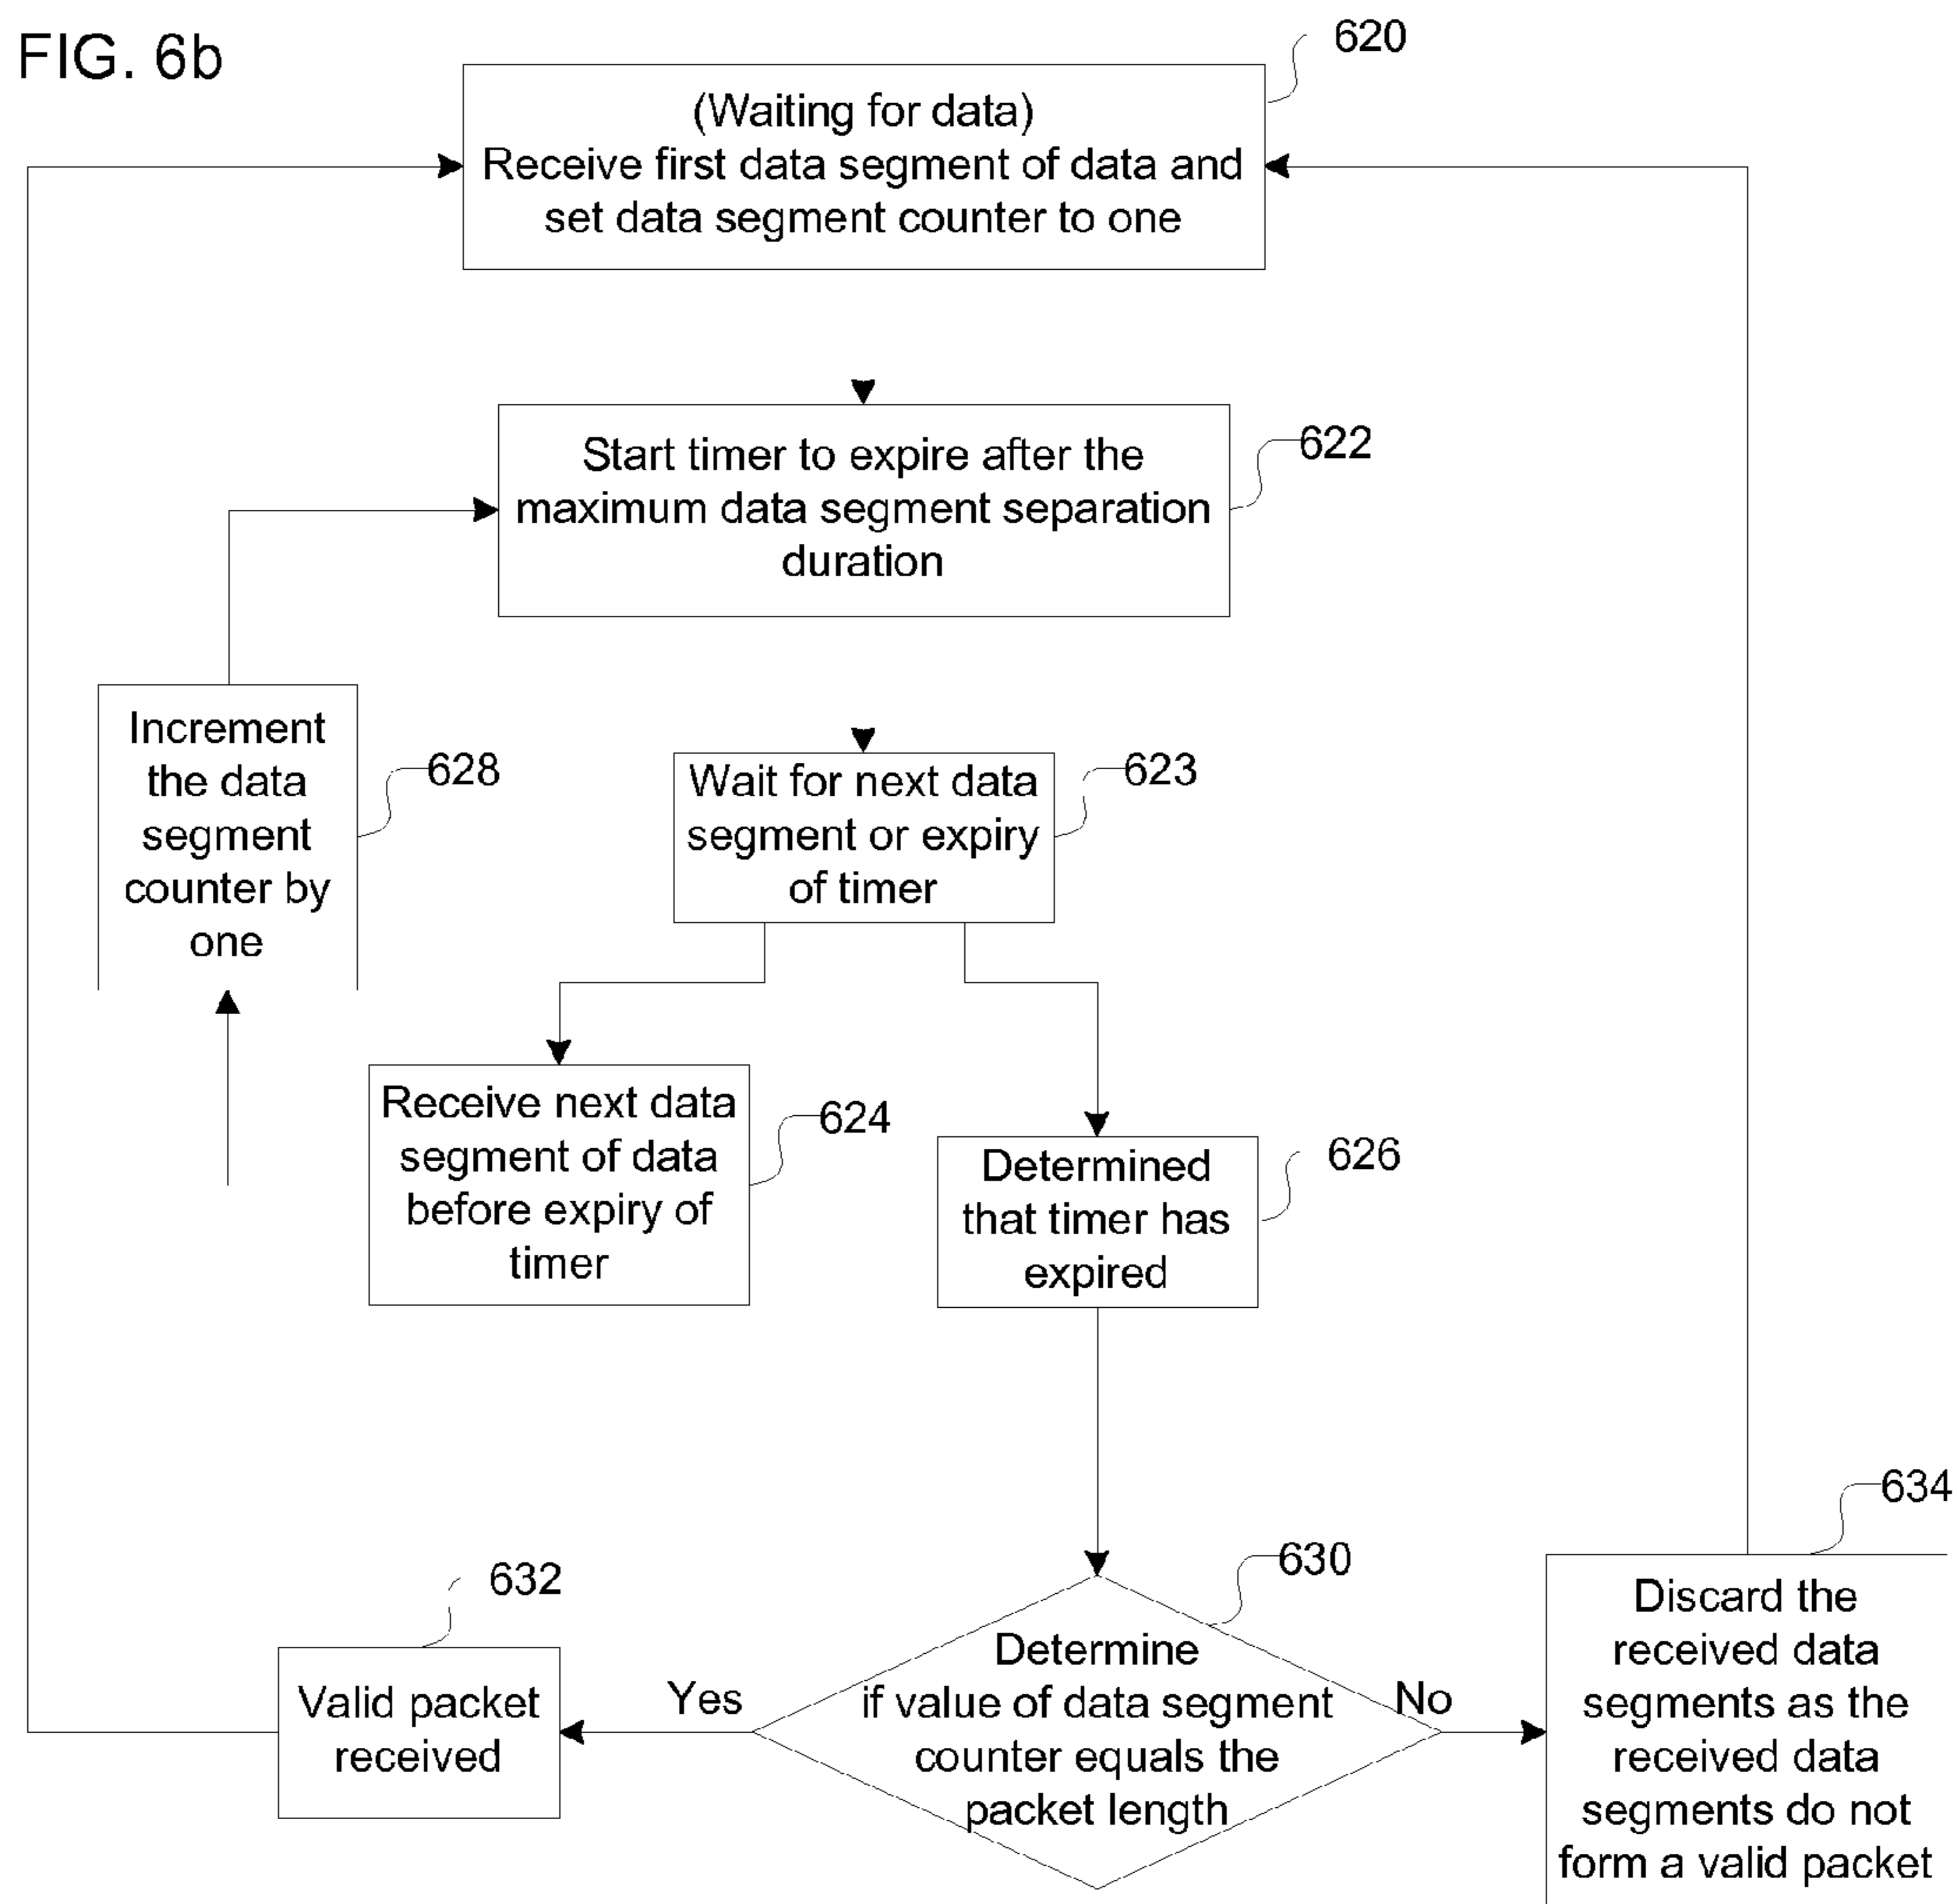 FIG. 6b
620
(Waiting for data)
Receive first data segment of data and
set data segment counter to one
Start timer to expire after the
maximum data segment separation
duration
622
Increment
the data
segment
counter by
one
628
Wait for next data
segment or expiry
of timer
623
Receive next data
segment of data
before expiry of
timer
624
Determined
that timer has
expired
626
632
Valid packet
received
Yes
630
Determine
if value of data segment
counter equals the
packet length
No
634
Discard the
received data
segments as the
received data
segments do not
form a valid packet